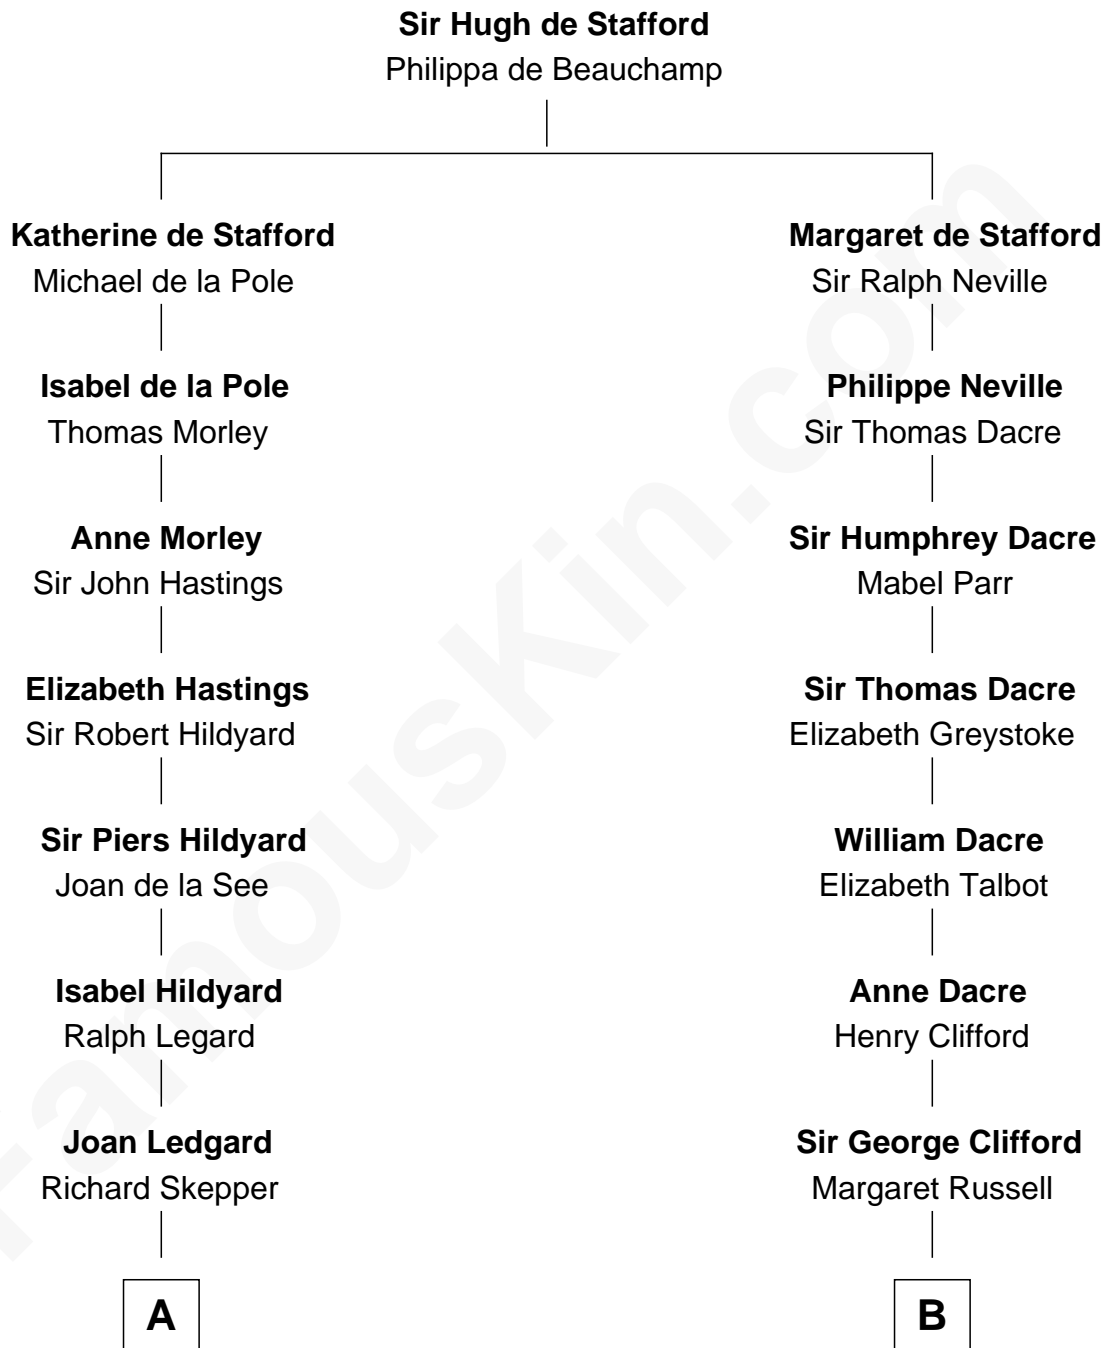 Sir Hugh de Stafford
Philippa de Beauchamp
Katherine de Stafford
Michael de la Pole
Margaret de Stafford
Sir Ralph Neville
Isabel de la Pole
Thomas Morley
Philippe Neville
Sir Thomas Dacre
Anne Morley
Sir John Hastings
Sir Humphrey Dacre
Mabel Parr
Elizabeth Hastings
Sir Robert Hildyard
Sir Thomas Dacre
Elizabeth Greystoke
Sir Piers Hildyard
Joan de la See
William Dacre
Elizabeth Talbot
Isabel Hildyard
Ralph Legard
Anne Dacre
Henry Clifford
Joan Ledgard
Richard Skepper
Sir George Clifford
Margaret Russell
A
B
FamousKin.com